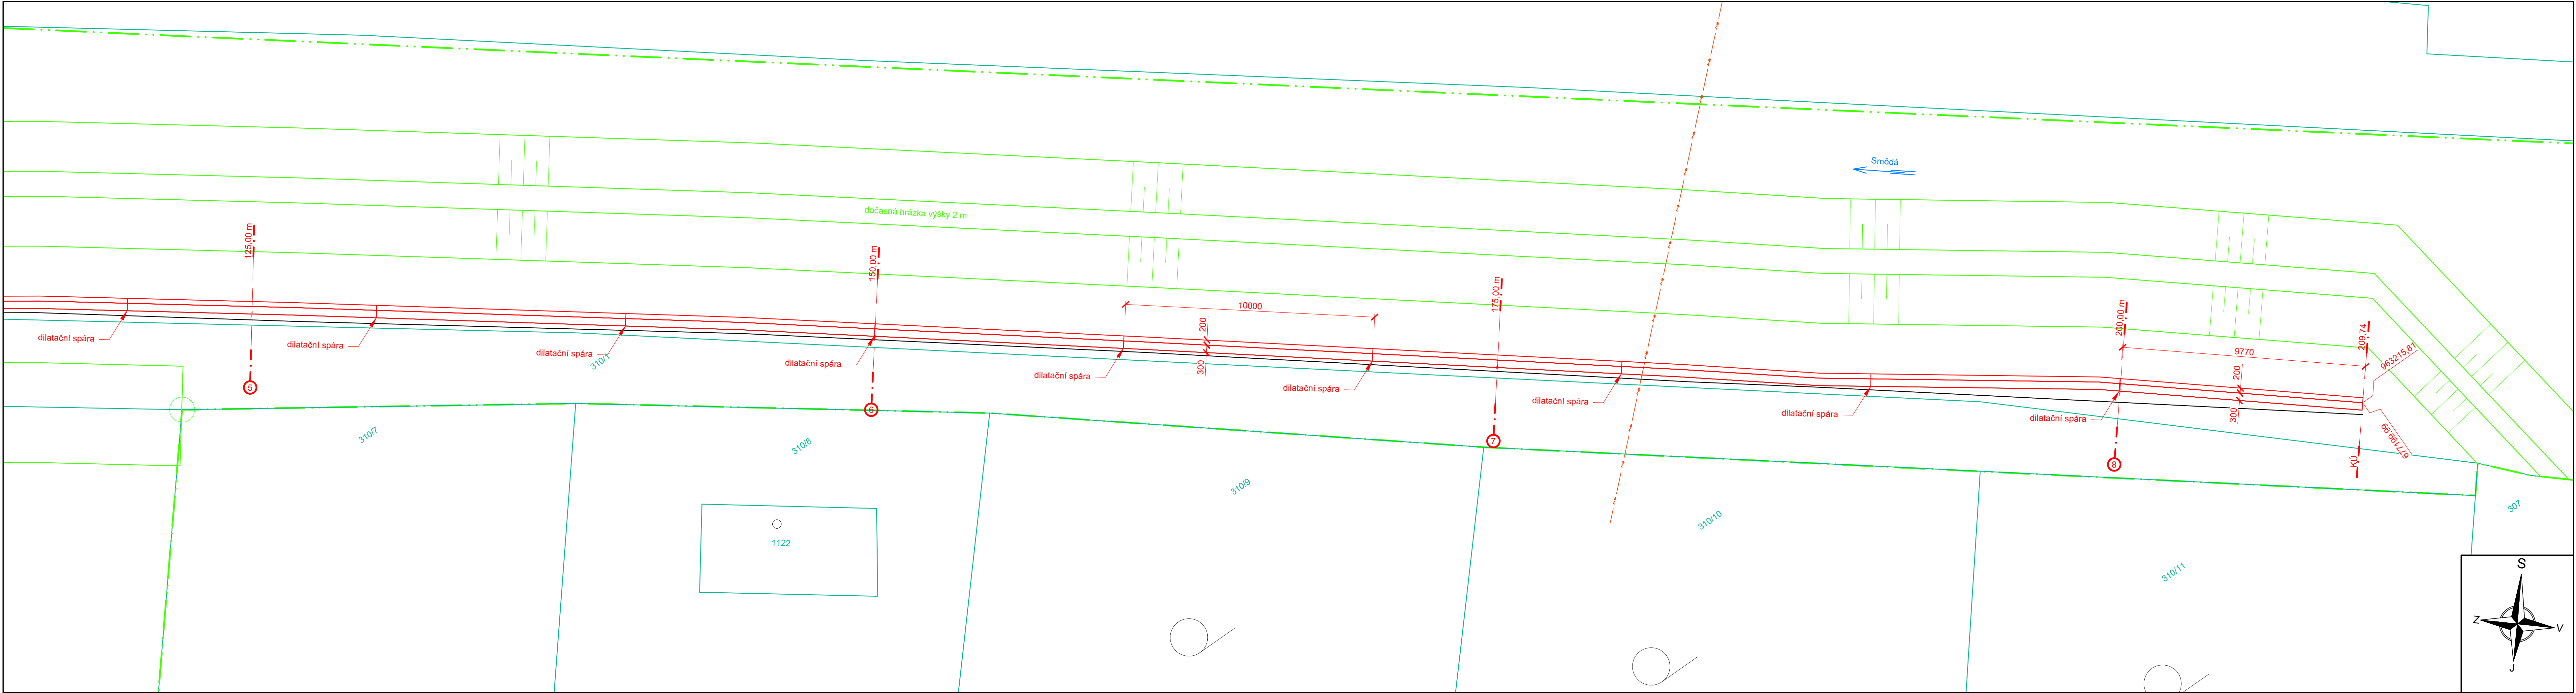 Smědá
dočasná hrázka výšky 2 m
125,00 m
150,00 m
175,00 m
200,00 m
209,74
10000
200
300
9770
200
300
963215,81
677199,99
dilatační spára
dilatační spára
dilatační spára
dilatační spára
dilatační spára
dilatační spára
dilatační spára
dilatační spára
dilatační spára
310/1
5
6
7
8
KÚ
310/7
310/8
310/9
310/10
310/11
307
1122
S
Z
V
J